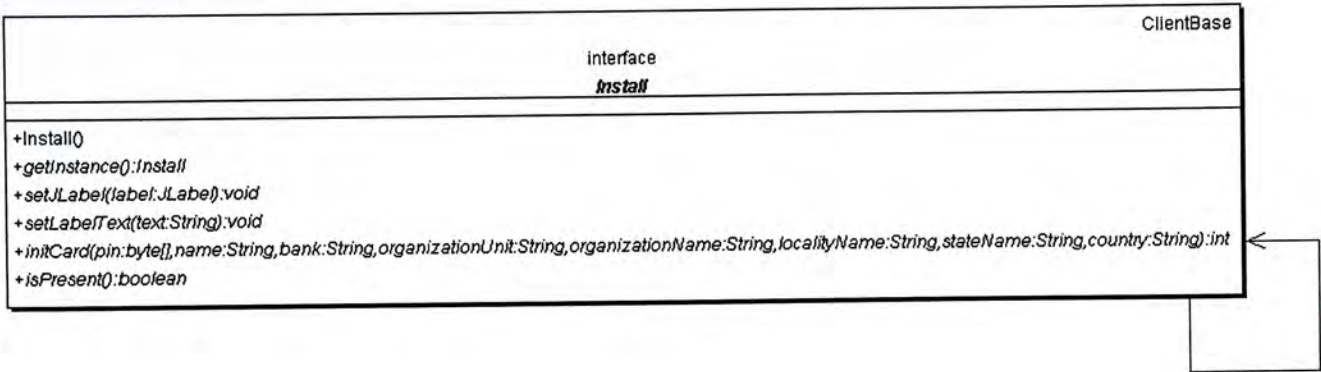 ClientBase
interface
Install
+Install()
+getInstance():Install
+setJLabel(label:JLabel):void
+setLabelText(text:String):void
+initCard(pin:byte[],name:String,bank:String,organizationUnit:String,organizationName:String,localityName:String,stateName:String,country:String):int
+isPresent():boolean